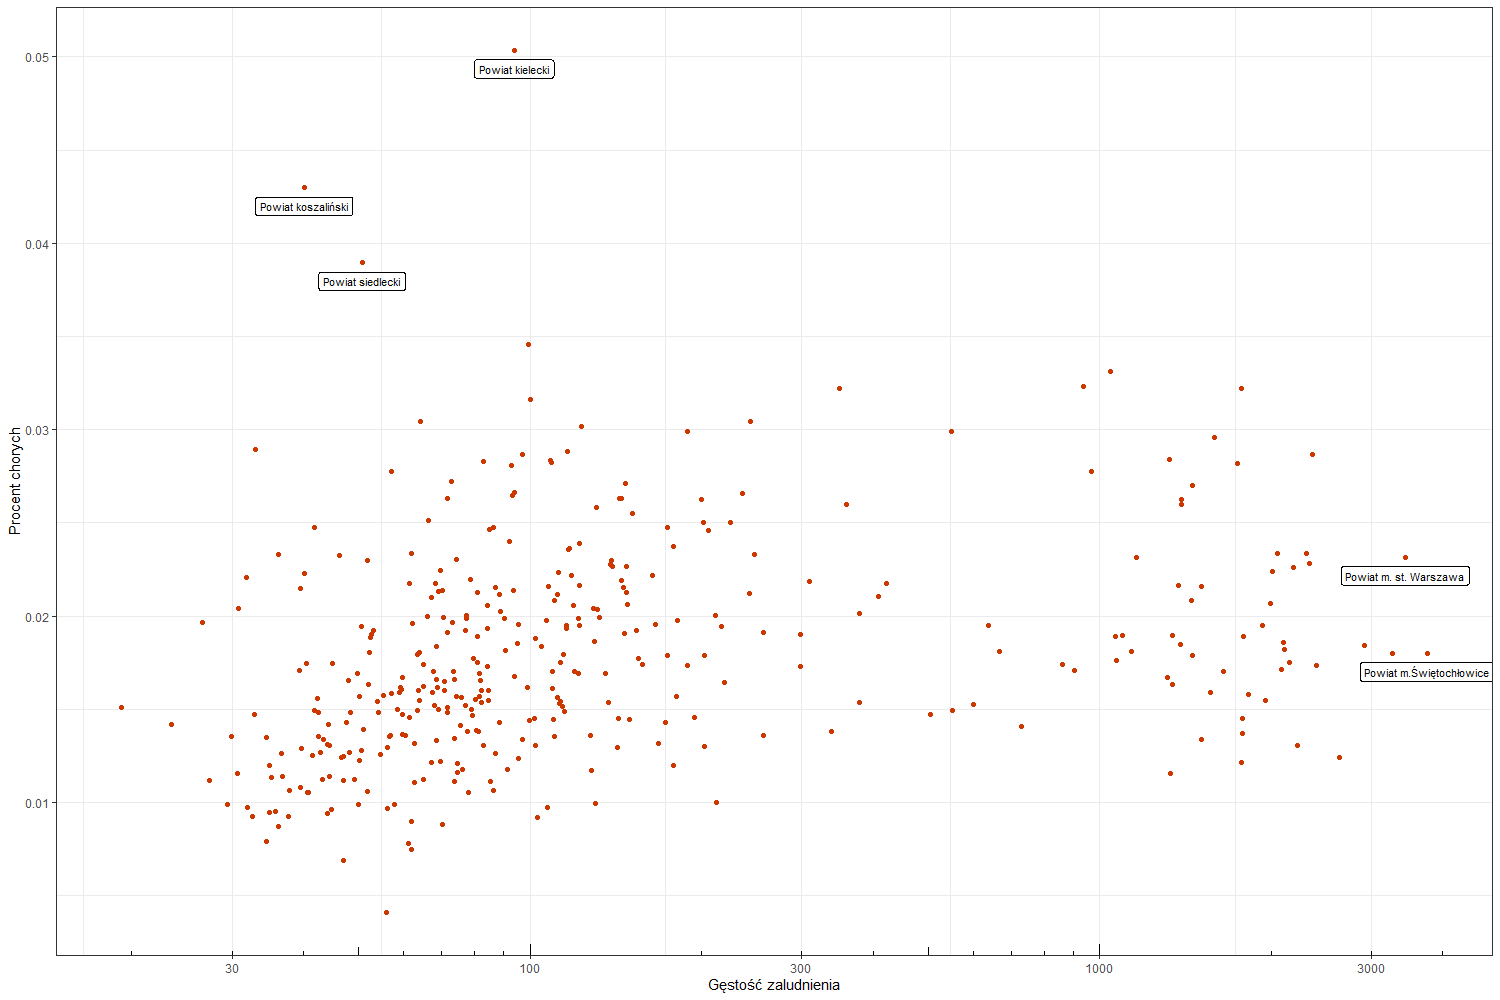 0.05
Powiat kielecki
Powiat koszaliński
0.04
Powiat siedlecki
0.03
Procent chorych
Powiat m. st. Warszawa
0.02
Powiat m.Świętochłowice
0.01
30
100
300
1000
3000
Gęstość zaludnienia